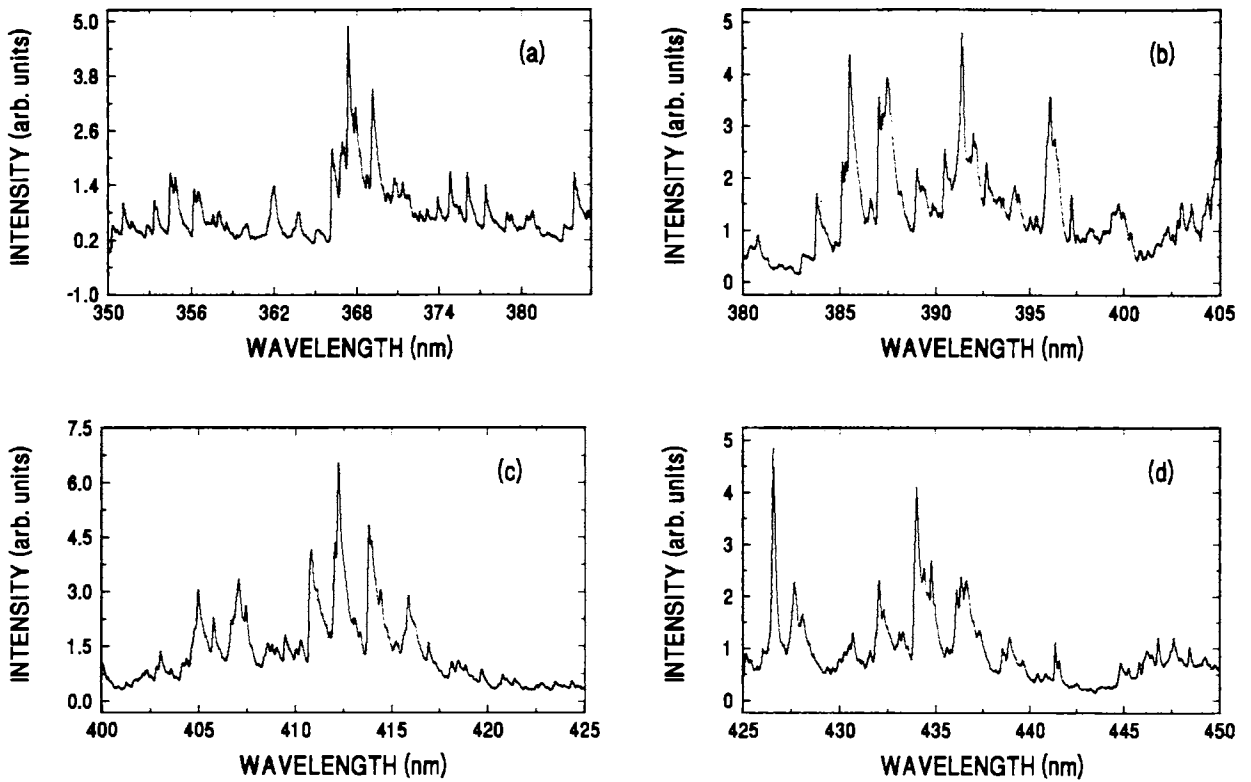 (a)
INTENSITY (arb. units)
5.0
3.8
2.6
1.4
0.2
-1.0
350 356 362 368 374 380
WAVELENGTH (nm)
(b)
INTENSITY (arb. units)
5
4
3
2
1
0
380 385 390 395 400 405
WAVELENGTH (nm)
(c)
INTENSITY (arb. units)
7.5
6.0
4.5
3.0
1.5
0.0
400 405 410 415 420 425
WAVELENGTH (nm)
(d)
INTENSITY (arb. units)
5
4
3
2
1
0
425 430 435 440 445 450
WAVELENGTH (nm)